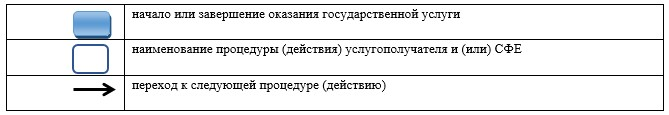 начало или завершение оказания государственной услуги
наименование процедуры (действия) услугополучателя и (или) СФЕ
переход к следующей процедуре (действию)